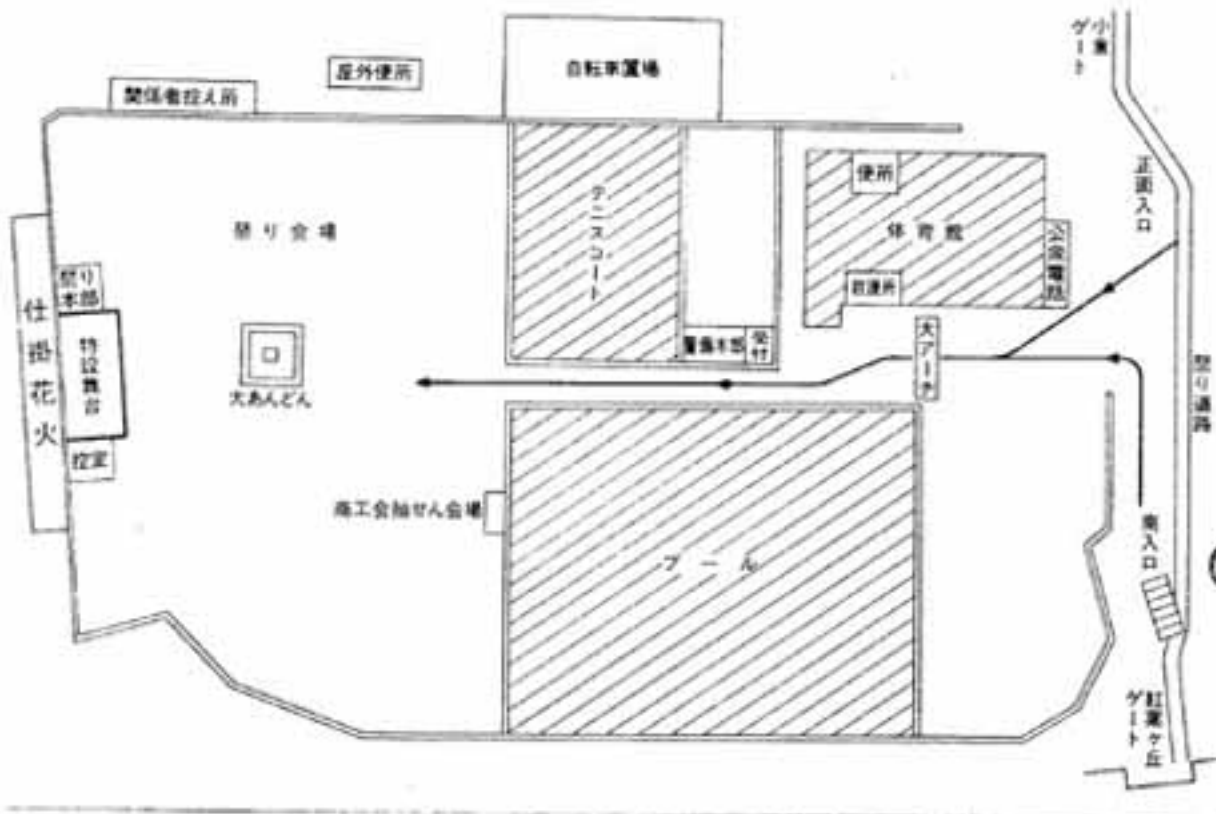 小東
ゲート
自転車置場
屋外便所
関係者控え所
正面入口
便所
テニスコート
体育館
公衆電話
祭り会場
祭り
本部
救護所
仕掛花火
特設舞台
警備本部
受付
大アーチ
祭り道路
大あんどん
控室
商工会抽せん会場
南入口
プール
紅葉ヶ丘
ゲート